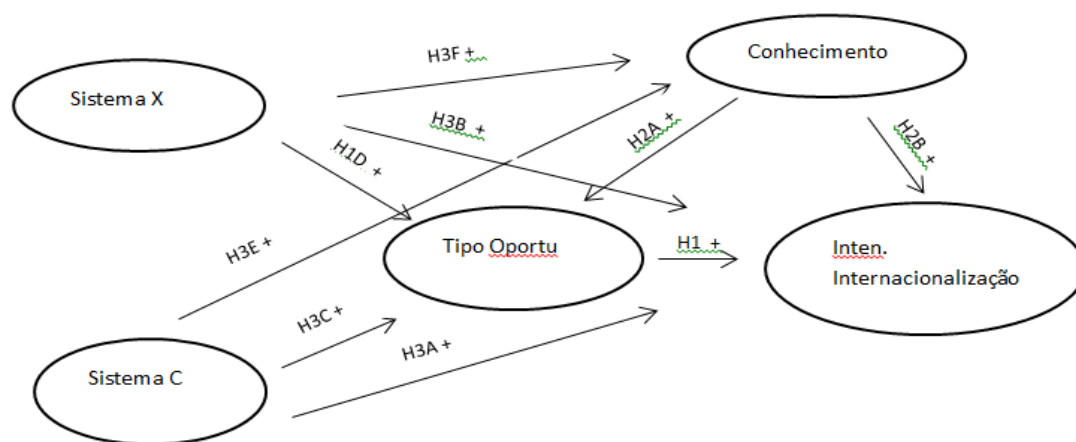 Conhecimento
H3F +
Sistema X
H3B +
H2A +
H2B +
H1D +
Tipo Oportu
H1 +
Inten.
Internacionalização
H3E +
H3C +
H3A +
Sistema C